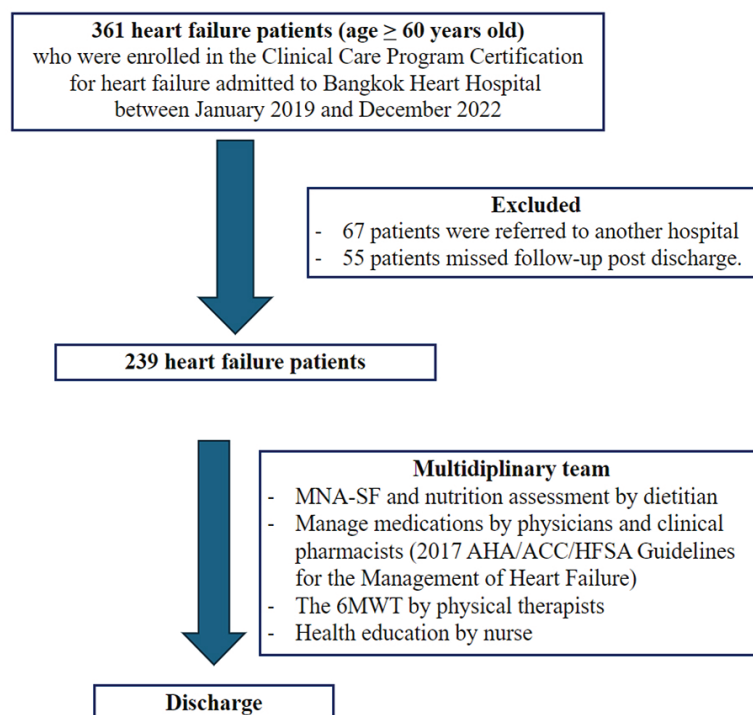 361 heart failure patients (age ≥ 60 years old)
who were enrolled in the Clinical Care Program Certification
for heart failure admitted to Bangkok Heart Hospital
between January 2019 and December 2022
Excluded
- 67 patients were referred to another hospital
- 55 patients missed follow-up post discharge.
239 heart failure patients
Multidiplinary team
- MNA-SF and nutrition assessment by dietitian
- Manage medications by physicians and clinical
pharmacists (2017 AHA/ACC/HFSA Guidelines
for the Management of Heart Failure)
- The 6MWT by physical therapists
- Health education by nurse
Discharge